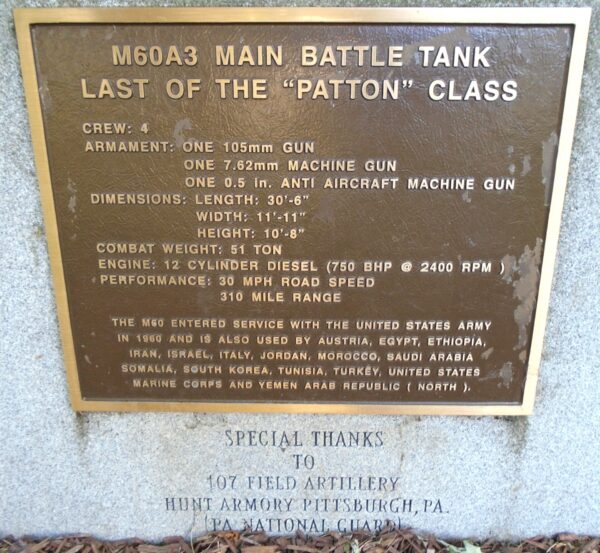 M60A3 MAIN BATTLE TANK
LAST OF THE "PATTON" CLASS
CREW: 4
ARMAMENT: ONE 105mm GUN
ONE 7.62mm MACHINE GUN
ONE 0.5 in. ANTI AIRCRAFT MACHINE GUN
DIMENSIONS: LENGTH: 30'-6"
WIDTH: 11'-11"
HEIGHT: 10'-8"
COMBAT WEIGHT: 51 TON
ENGINE: 12 CYLINDER DIESEL (750 BHP @ 2400 RPM )
PERFORMANCE: 30 MPH ROAD SPEED
310 MILE RANGE
THE M60 ENTERED SERVICE WITH THE UNITED STATES ARMY
IN 1960 AND IS ALSO USED BY AUSTRIA, EGYPT, ETHIOPIA,
IRAN, ISRAEL, ITALY, JORDAN, MOROCCO, SAUDI ARABIA
SOMALIA, SOUTH KOREA, TUNISIA, TURKEY, UNITED STATES
MARINE CORPS AND YEMEN ARAB REPUBLIC ( NORTH ).
SPECIAL THANKS
TO
107 FIELD ARTILLERY
HUNT ARMORY PITTSBURGH, PA.
(PA NATIONAL GUARD)